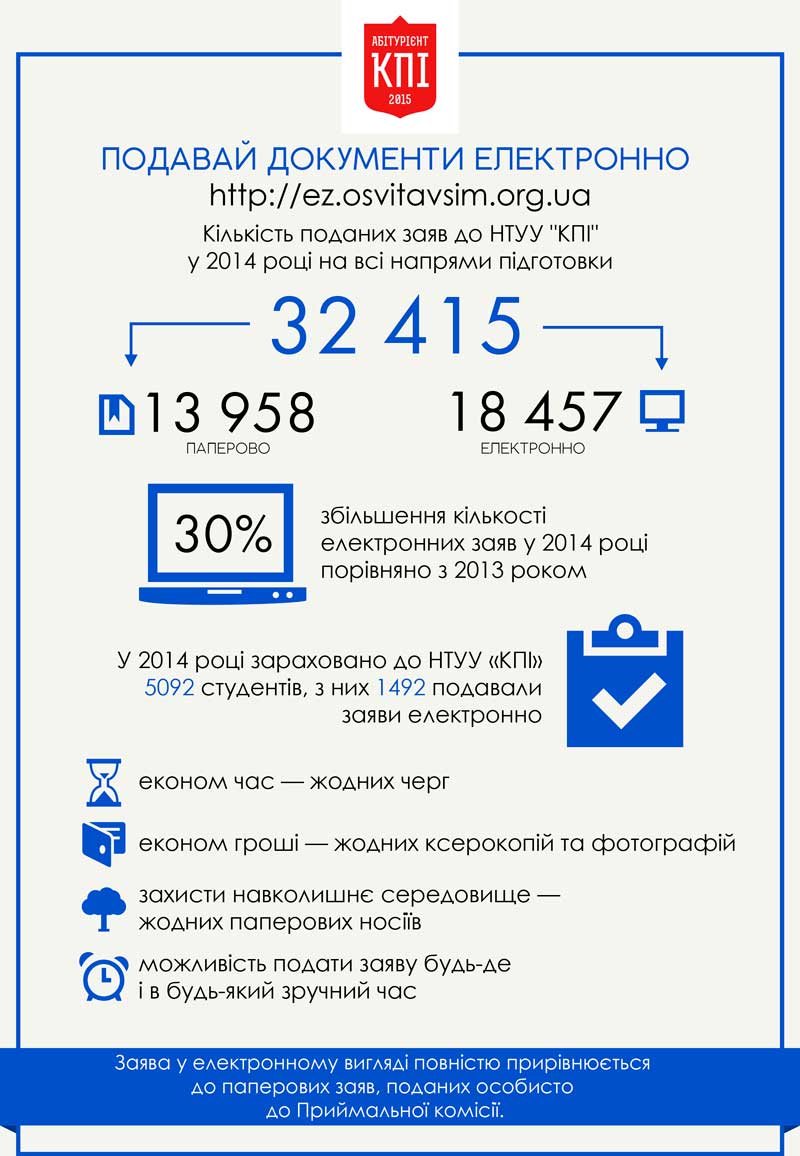 АБІТУРІЄНТ
КПІ
2015
ПОДАВАЙ ДОКУМЕНТИ ЕЛЕКТРОННО
http://ez.osvitavsim.org.ua
Кількість поданих заяв до НТУУ "КПІ"
у 2014 році на всі напрями підготовки
32 415
13 958
ПАПЕРОВО
18 457
ЕЛЕКТРОННО
30%
збільшення кількості
електронних заяв у 2014 році
порівняно з 2013 роком
У 2014 році зараховано до НТУУ «КПІ»
5092 студентів, з них 1492 подавали
заяви електронно
економ час — жодних черг
економ гроші — жодних ксерокопій та фотографій
захисти навколишнє середовище —
жодних паперових носіїв
можливість подати заяву будь-де
і в будь-який зручний час
Заява у електронному вигляді повністю прирівнюється
до паперових заяв, поданих особисто
до Приймальної комісії.